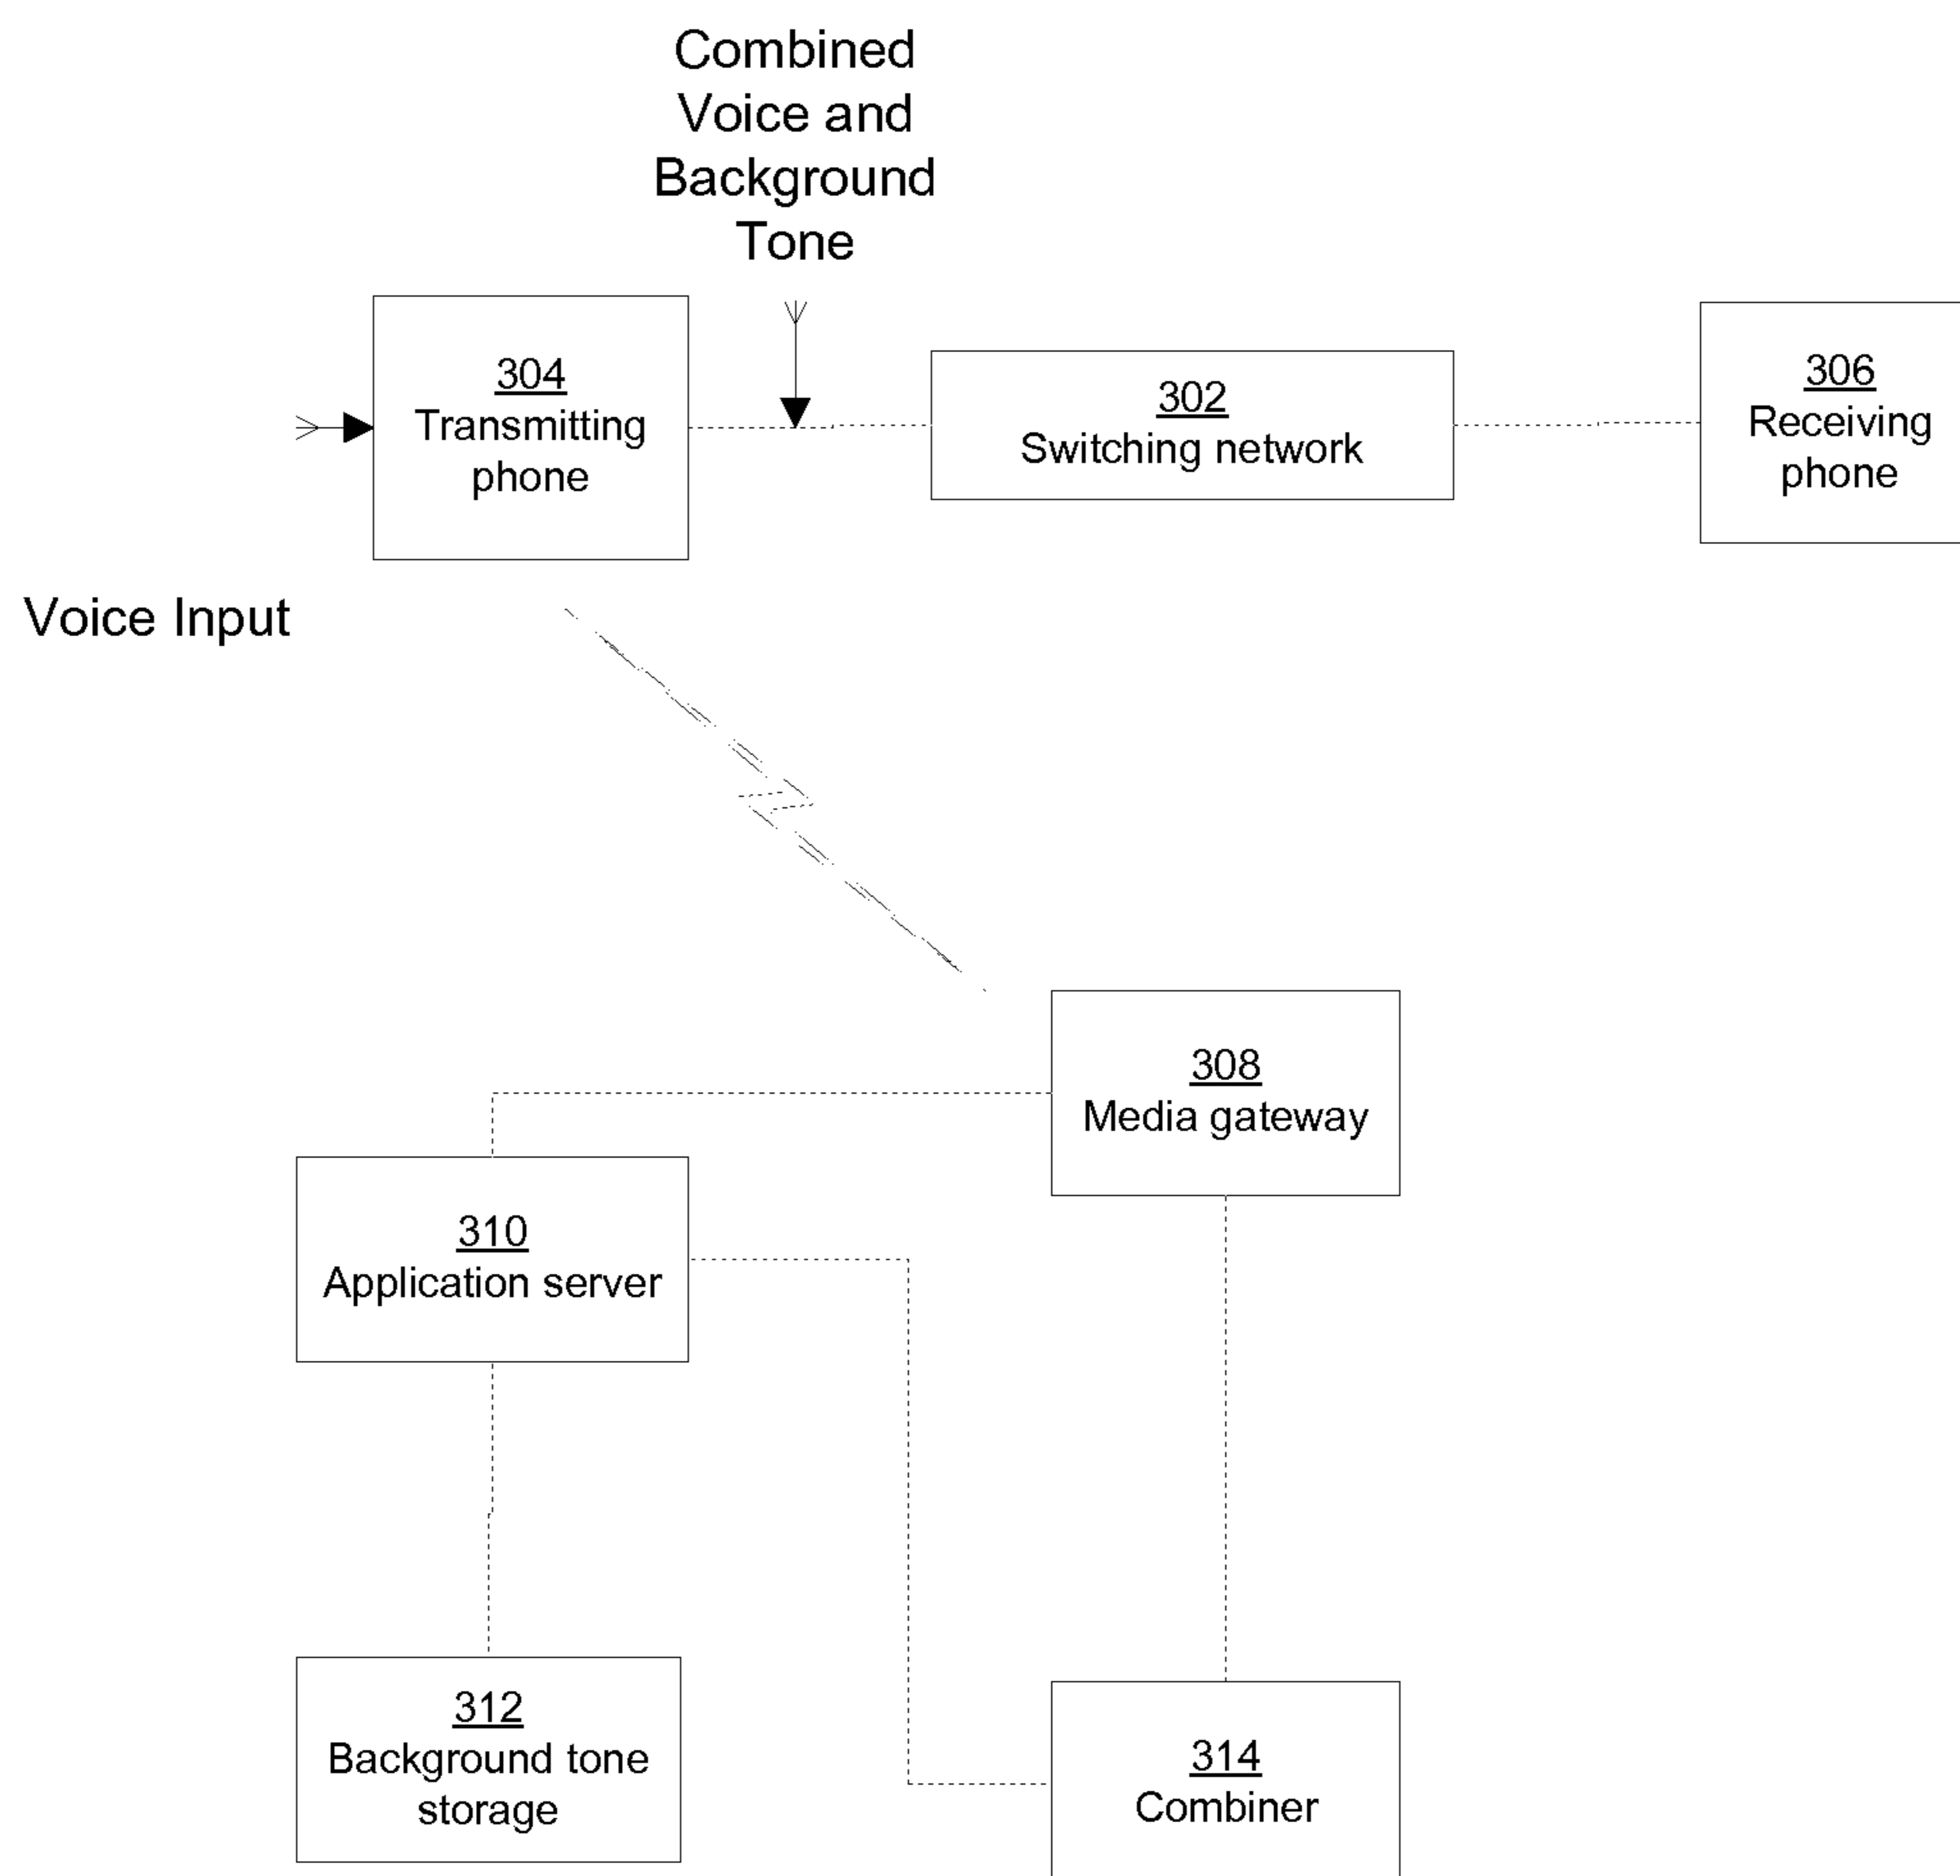 Combined
Voice and
Background
Tone
304
Transmitting
phone
302
Switching network
306
Receiving
phone
Voice Input
308
Media gateway
310
Application server
312
Background tone
storage
314
Combiner